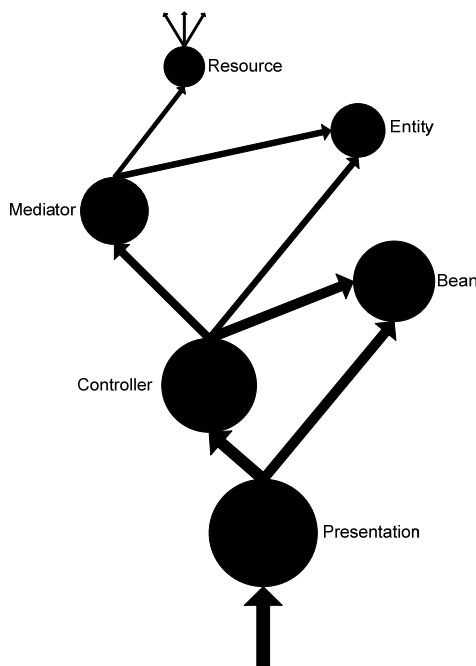 Resource
Entity
Mediator
Bean
Controller
Presentation